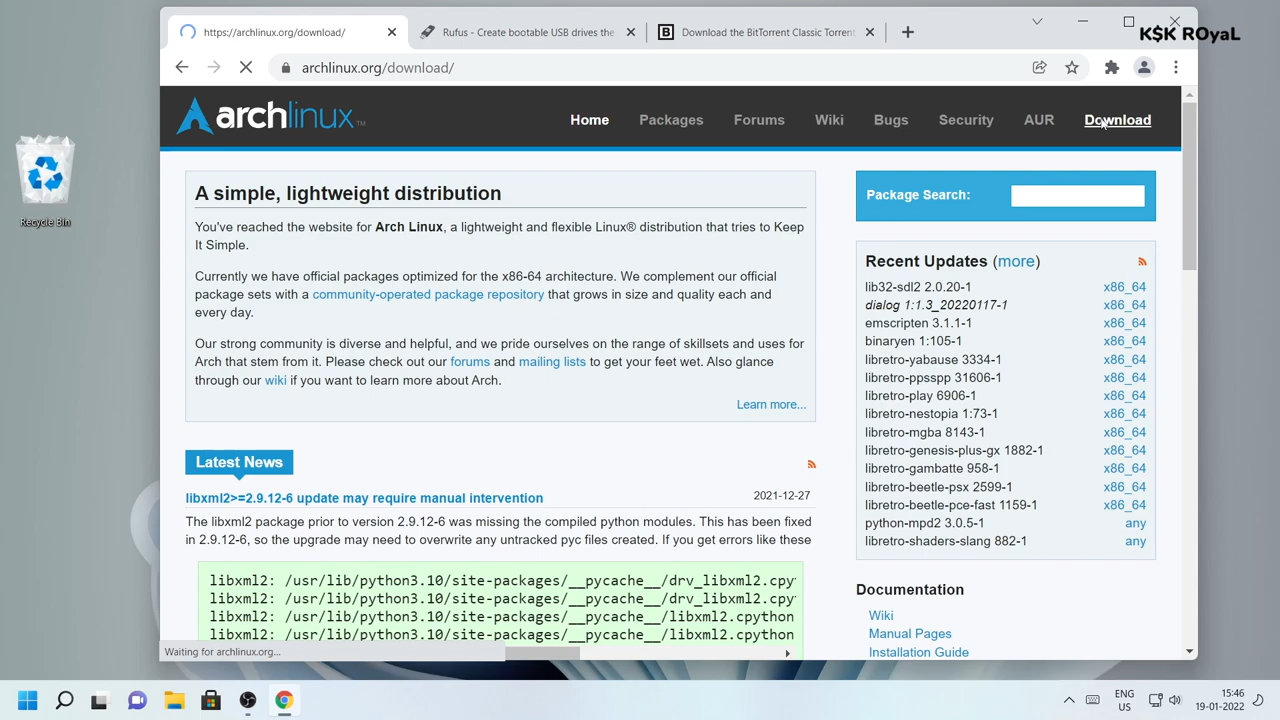 https://archlinux.org/download/
Rufus - Create bootable USB drives the
Download the BitTorrent Classic Torrent
K$K ROyaL
archlinux.org/download/
archlinux™
Home Packages Forums Wiki Bugs Security AUR Download
A simple, lightweight distribution
You've reached the website for Arch Linux, a lightweight and flexible Linux® distribution that tries to Keep
It Simple.
Currently we have official packages optimized for the x86-64 architecture. We complement our official
package sets with a community-operated package repository that grows in size and quality each and
every day.
Our strong community is diverse and helpful, and we pride ourselves on the range of skillsets and uses for
Arch that stem from it. Please check out our forums and mailing lists to get your feet wet. Also glance
through our wiki if you want to learn more about Arch.
Learn more...
Latest News
libxml2>=2.9.12-6 update may require manual intervention
2021-12-27
The libxml2 package prior to version 2.9.12-6 was missing the compiled python modules. This has been fixed
in 2.9.12-6, so the upgrade may need to overwrite any untracked pyc files created. If you get errors like these
libxml2: /usr/lib/python3.10/site-packages/__pycache__/drv_libxml2.cpy
libxml2: /usr/lib/python3.10/site-packages/__pycache__/drv_libxml2.cpy
libxml2: /usr/lib/python3.10/site-packages/__pycache__/libxml2.cpython
libxml2: /usr/lib/python3.10/site-packages/__pycache__/libxml2.cpython
Package Search:
Recent Updates (more)
lib32-sdl2 2.0.20-1 x86_64
dialog 1:1.3_20220117-1 x86_64
emscripten 3.1.1-1 x86_64
binaryen 1:105-1 x86_64
libretro-yabause 3334-1 x86_64
libretro-ppsspp 31606-1 x86_64
libretro-play 6906-1 x86_64
libretro-nestopia 1:73-1 x86_64
libretro-mgba 8143-1 x86_64
libretro-genesis-plus-gx 1882-1 x86_64
libretro-gambatte 958-1 x86_64
libretro-beetle-psx 2599-1 x86_64
libretro-beetle-pce-fast 1159-1 x86_64
python-mpd2 3.0.5-1 any
libretro-shaders-slang 882-1 any
Documentation
Wiki
Manual Pages
Installation Guide
Waiting for archlinux.org...
Recycle Bin
ENG
US
15:46
19-01-2022